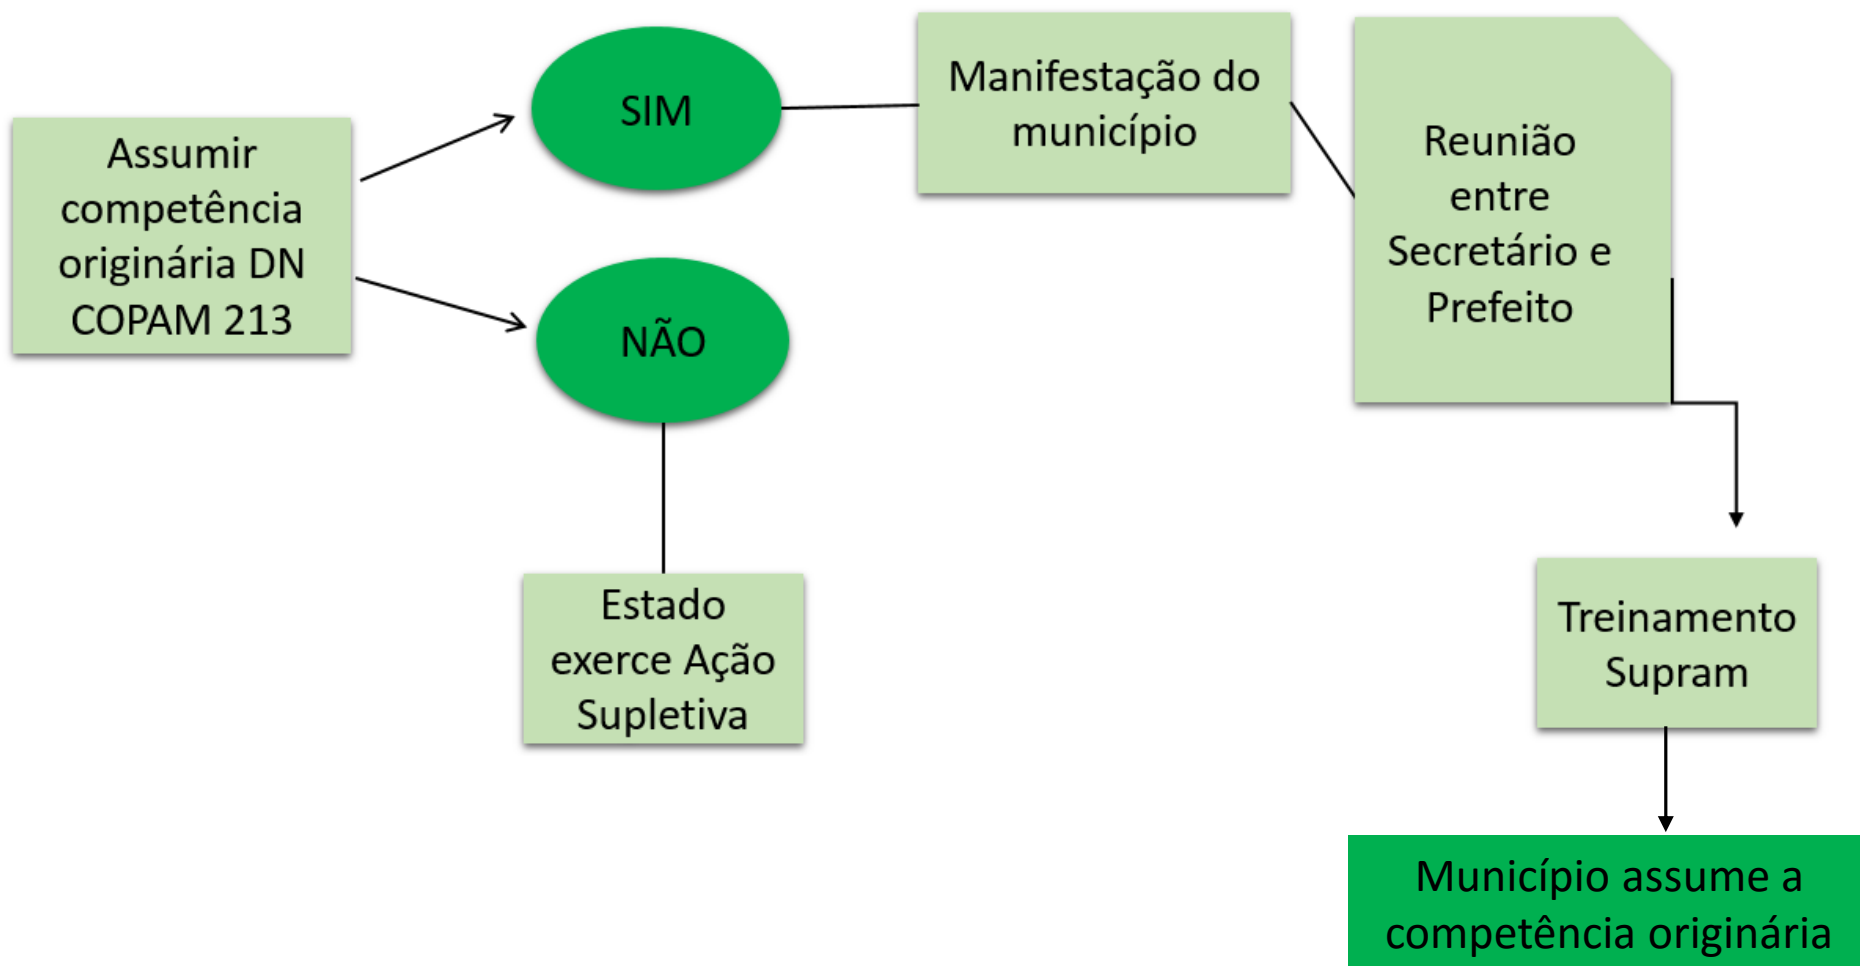 Assumir
competência
originária DN
COPAM 213
SIM
NÃO
Manifestação do
município
Reunião
entre
Secretário e
Prefeito
Estado
exerce Ação
Supletiva
Treinamento
Supram
Município assume a
competência originária